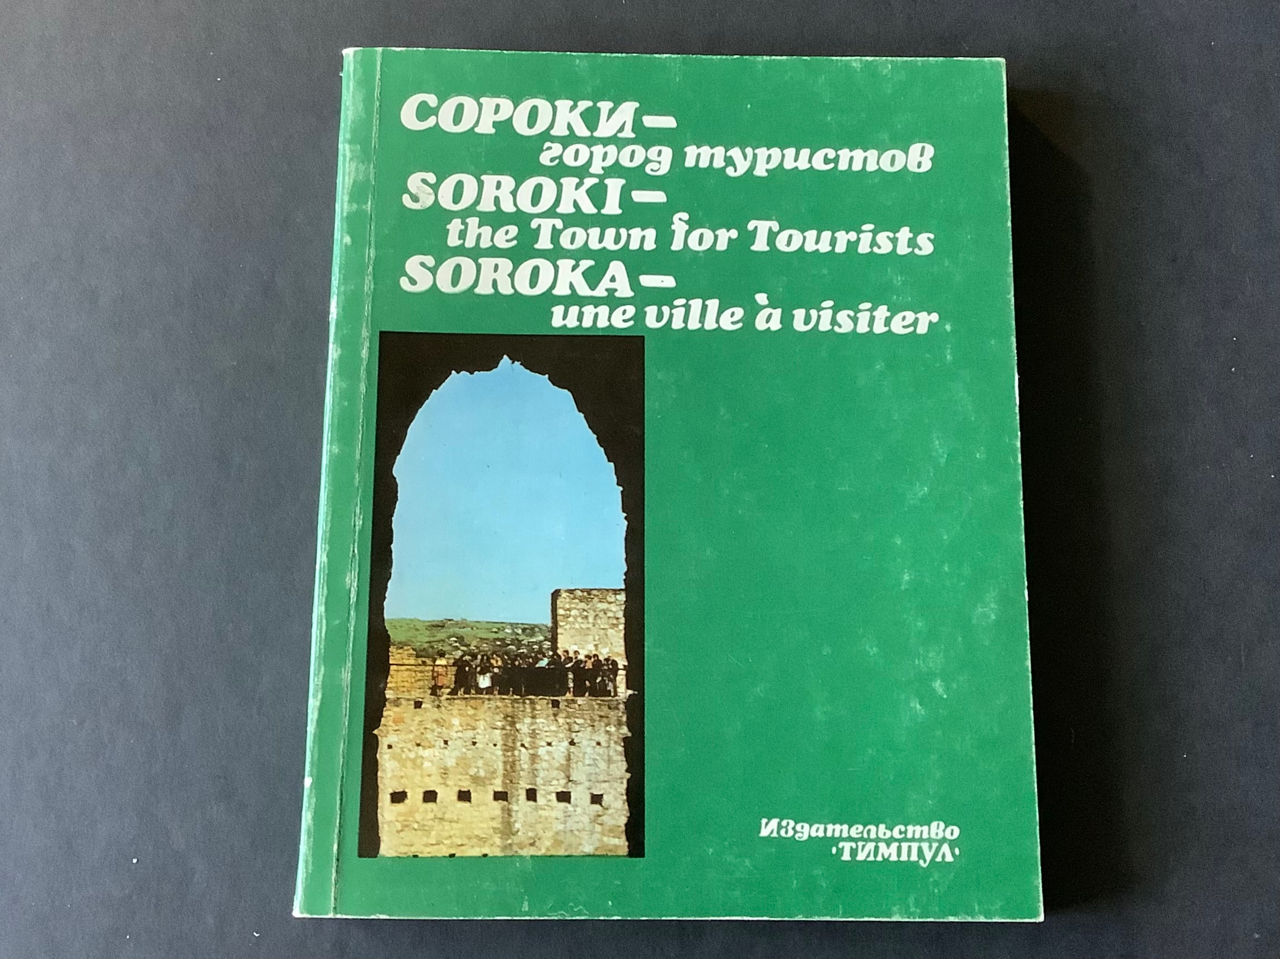 СОРОКИ—
город туристов
SOROKI—
the Town for Tourists
SOROKA—
une ville à visiter
Издательство
‹ТИМПУЛ›